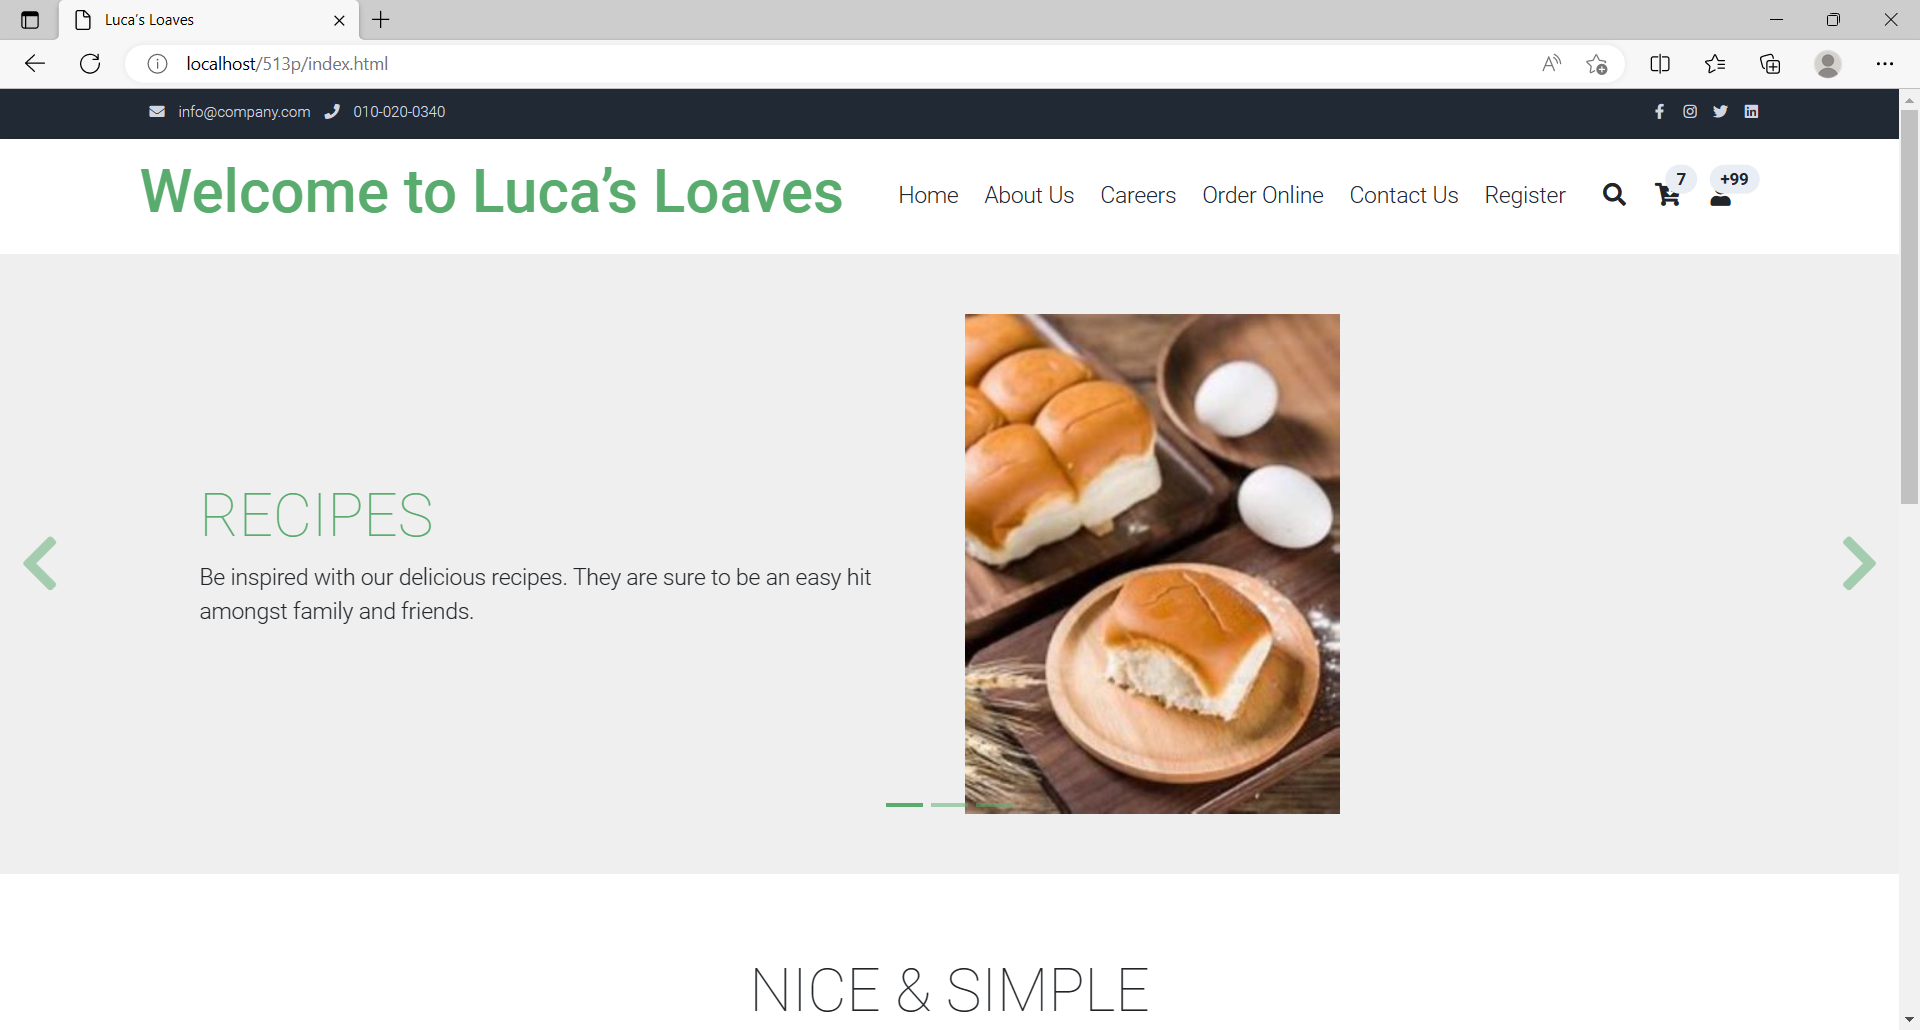 Luca's Loaves
localhost/513p/index.html
info@company.com 010-020-0340
Welcome to Luca’s Loaves
Home About Us Careers Order Online Contact Us Register 7 +99
RECIPES
Be inspired with our delicious recipes. They are sure to be an easy hit
amongst family and friends.
NICE & SIMPLE